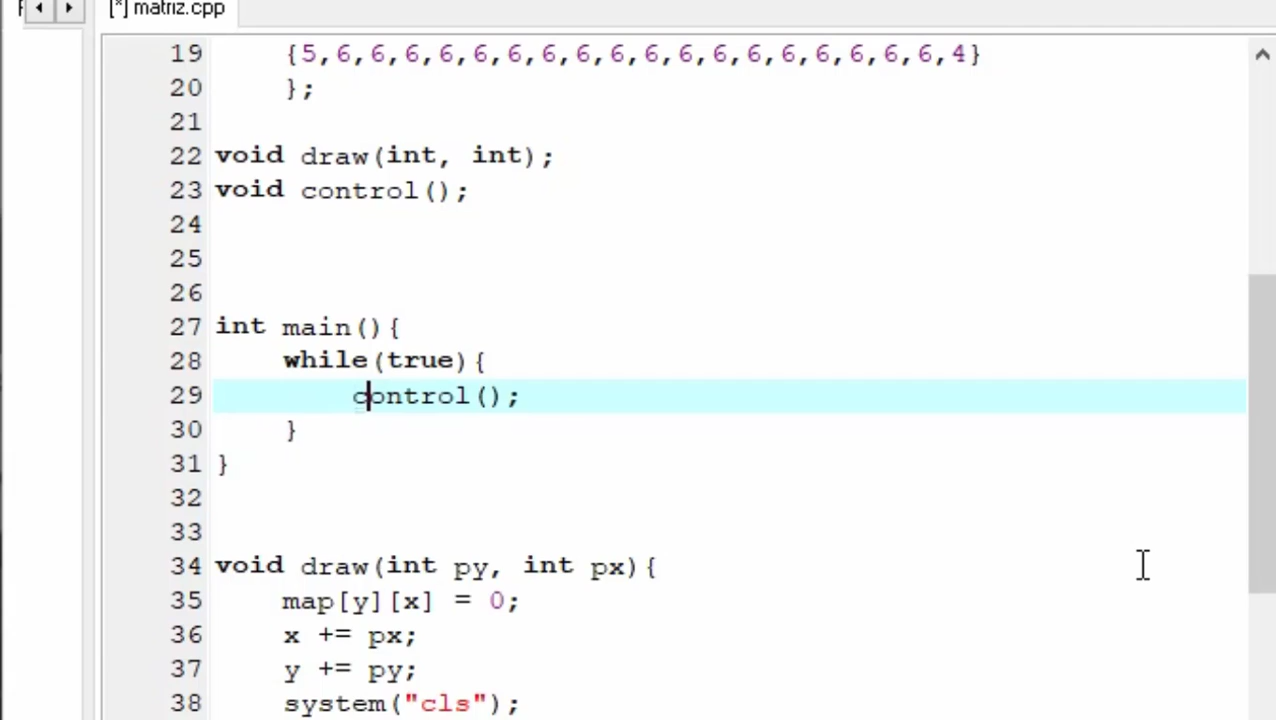 [*] matriz.cpp
19 {5,6,6,6,6,6,6,6,6,6,6,6,6,6,6,6,6,6,6,4}
20 };
21
22 void draw(int, int);
23 void control();
24
25
26
27 int main(){
28 while(true){
29 control();
30 }
31 }
32
33
34 void draw(int py, int px){
35 map[y][x] = 0;
36 x += px;
37 y += py;
38 system("cls");